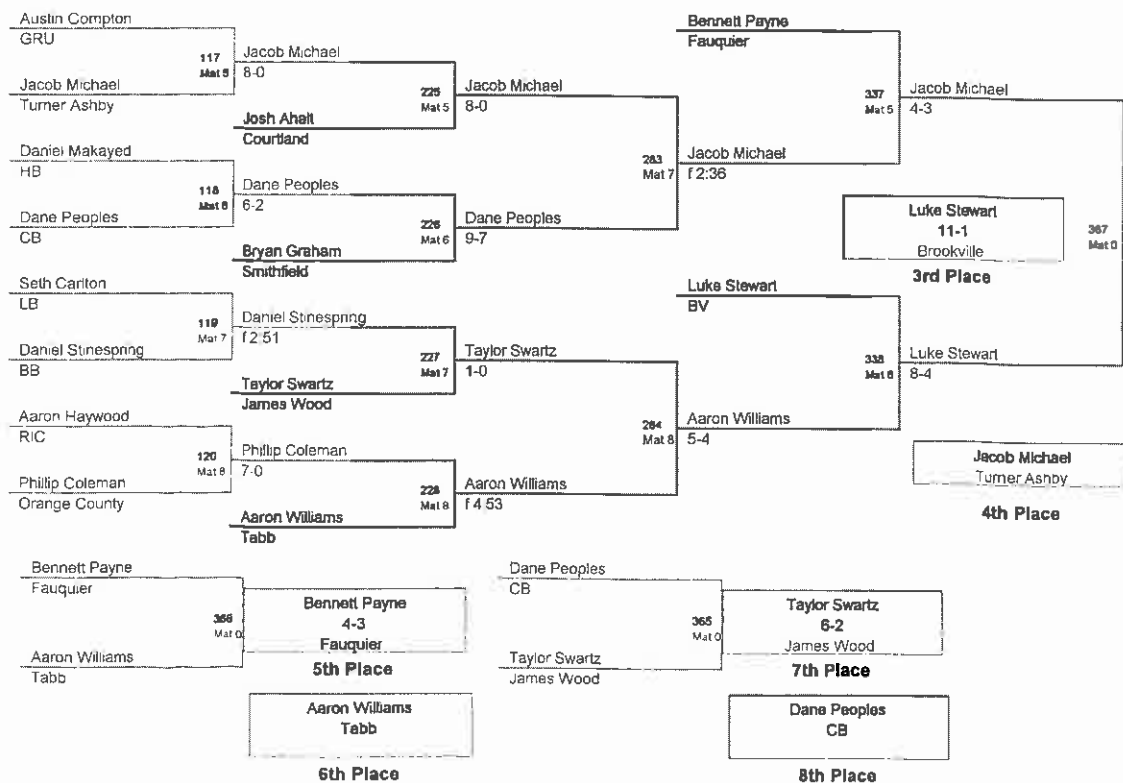 Austin Compton
GRU
117
Mat 5
Jacob Michael
Turner Ashby
Jacob Michael
8-0
Josh Ahalt
Courtland
225
Mat 5
Jacob Michael
8-0
Daniel Makayed
HB
118
Mat 6
Dane Peoples
CB
Dane Peoples
6-2
Bryan Graham
Smithfield
226
Mat 6
Dane Peoples
9-7
283
Mat 7
Jacob Michael
f 2:36
Bennett Payne
Fauquier
337
Mat 5
Jacob Michael
4-3
Seth Carlton
LB
119
Mat 7
Daniel Stinespring
BB
Daniel Stinespring
f 2:51
Taylor Swartz
James Wood
227
Mat 7
Taylor Swartz
1-0
Aaron Haywood
RIC
120
Mat 8
Phillip Coleman
Orange County
Phillip Coleman
7-0
Aaron Williams
Tabb
228
Mat 8
Aaron Williams
f 4 53
284
Mat 8
Aaron Williams
5-4
Luke Stewart
BV
338
Mat 6
Luke Stewart
8-4
367
Mat 0
Luke Stewart
11-1
Brookville
3rd Place
Jacob Michael
Turner Ashby
4th Place
Bennett Payne
Fauquier
366
Mat 0
Aaron Williams
Tabb
Bennett Payne
4-3
Fauquier
5th Place
Aaron Williams
Tabb
6th Place
Dane Peoples
CB
365
Mat 0
Taylor Swartz
James Wood
Taylor Swartz
6-2
James Wood
7th Place
Dane Peoples
CB
8th Place